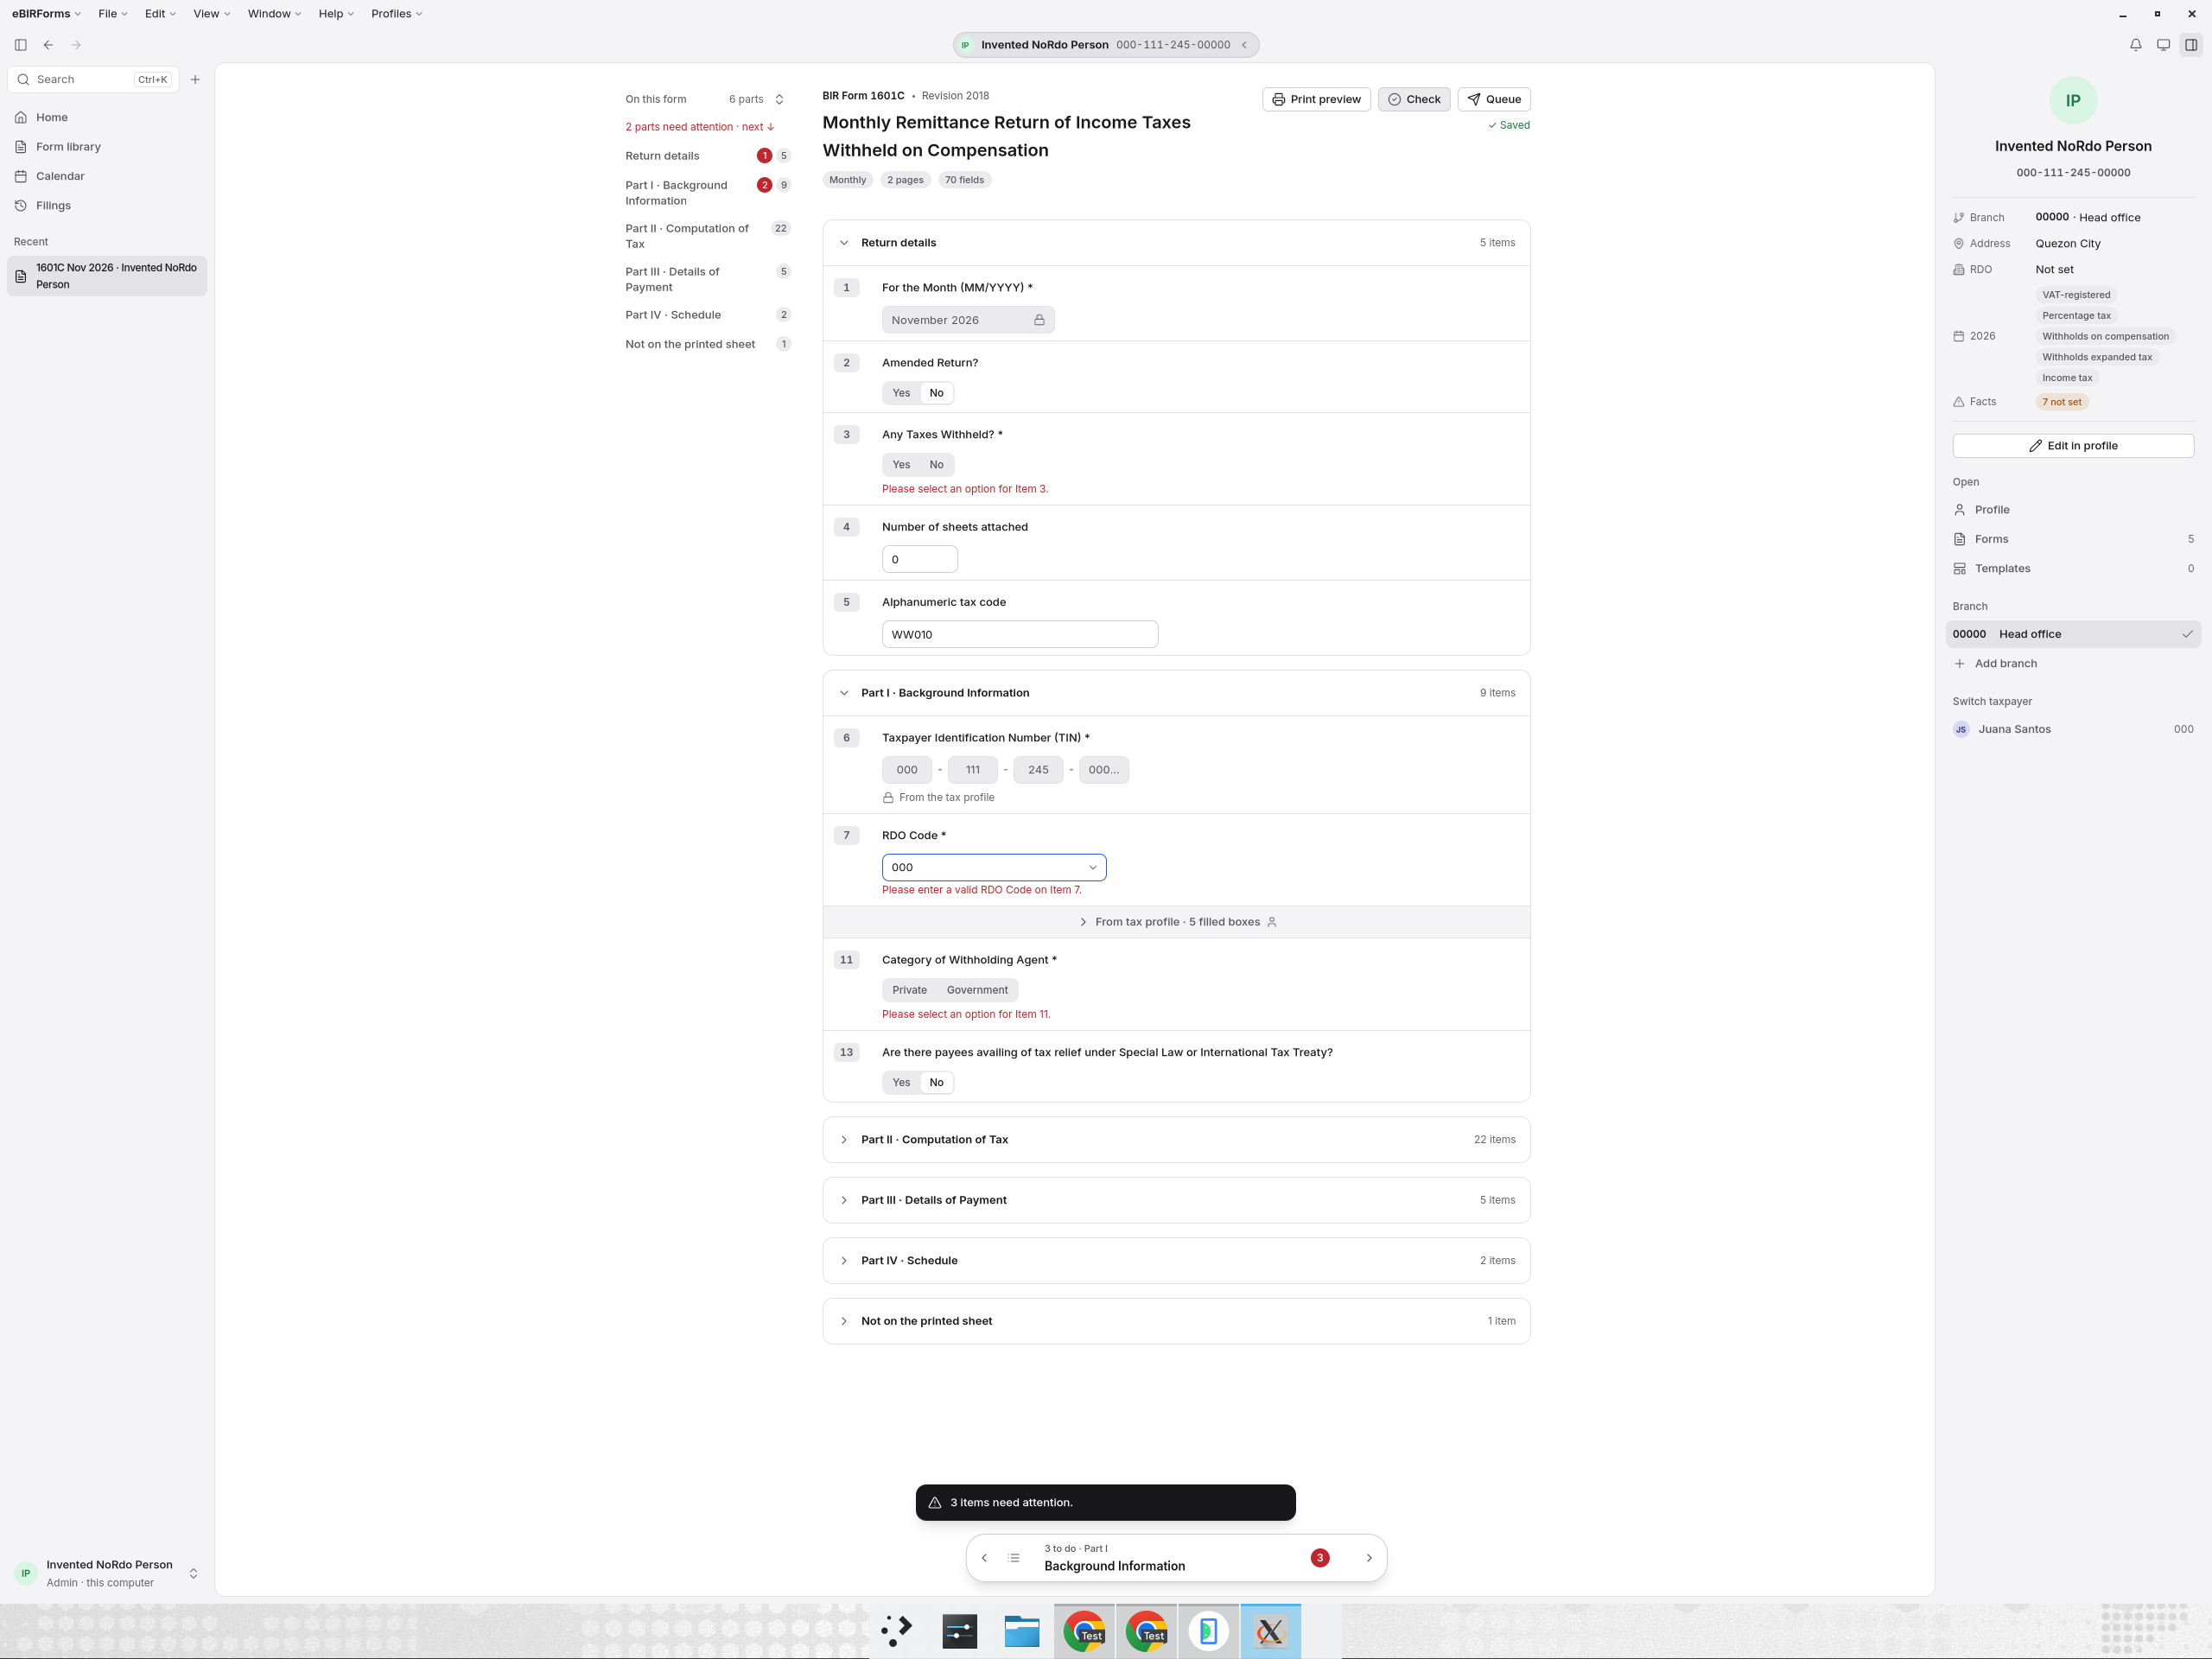 eBIRForms File Edit View Window Help Profiles
IP Invented NoRdo Person 000-111-245-00000
Search Ctrl+K
Home
Form library
Calendar
Filings
Recent
1601C Nov 2026 · Invented NoRdo
Person
On this form 6 parts
2 parts need attention · next ↓
Return details 1 5
Part I · Background
Information 2 9
Part II · Computation of
Tax 22
Part III · Details of
Payment 5
Part IV · Schedule 2
Not on the printed sheet 1
BIR Form 1601C • Revision 2018
Monthly Remittance Return of Income Taxes
Withheld on Compensation
Print preview Check Queue
✓ Saved
Monthly 2 pages 70 fields
Return details 5 items
1 For the Month (MM/YYYY) *
November 2026
2 Amended Return?
Yes No
3 Any Taxes Withheld? *
Yes No
Please select an option for Item 3.
4 Number of sheets attached
0
5 Alphanumeric tax code
WW010
Part I · Background Information 9 items
6 Taxpayer Identification Number (TIN) *
000 - 111 - 245 - 000...
From the tax profile
7 RDO Code *
000
Please enter a valid RDO Code on Item 7.
From tax profile · 5 filled boxes
11 Category of Withholding Agent *
Private Government
Please select an option for Item 11.
13 Are there payees availing of tax relief under Special Law or International Tax Treaty?
Yes No
Part II · Computation of Tax 22 items
Part III · Details of Payment 5 items
Part IV · Schedule 2 items
Not on the printed sheet 1 item
3 items need attention.
3 to do · Part I
Background Information 3
IP
Invented NoRdo Person
000-111-245-00000
Branch 00000 · Head office
Address Quezon City
RDO Not set
VAT-registered
Percentage tax
2026 Withholds on compensation
Withholds expanded tax
Income tax
Facts 7 not set
Edit in profile
Open
Profile
Forms 5
Templates 0
Branch
00000 Head office
Add branch
Switch taxpayer
JS Juana Santos 000
IP Invented NoRdo Person
Admin · this computer
Test Test